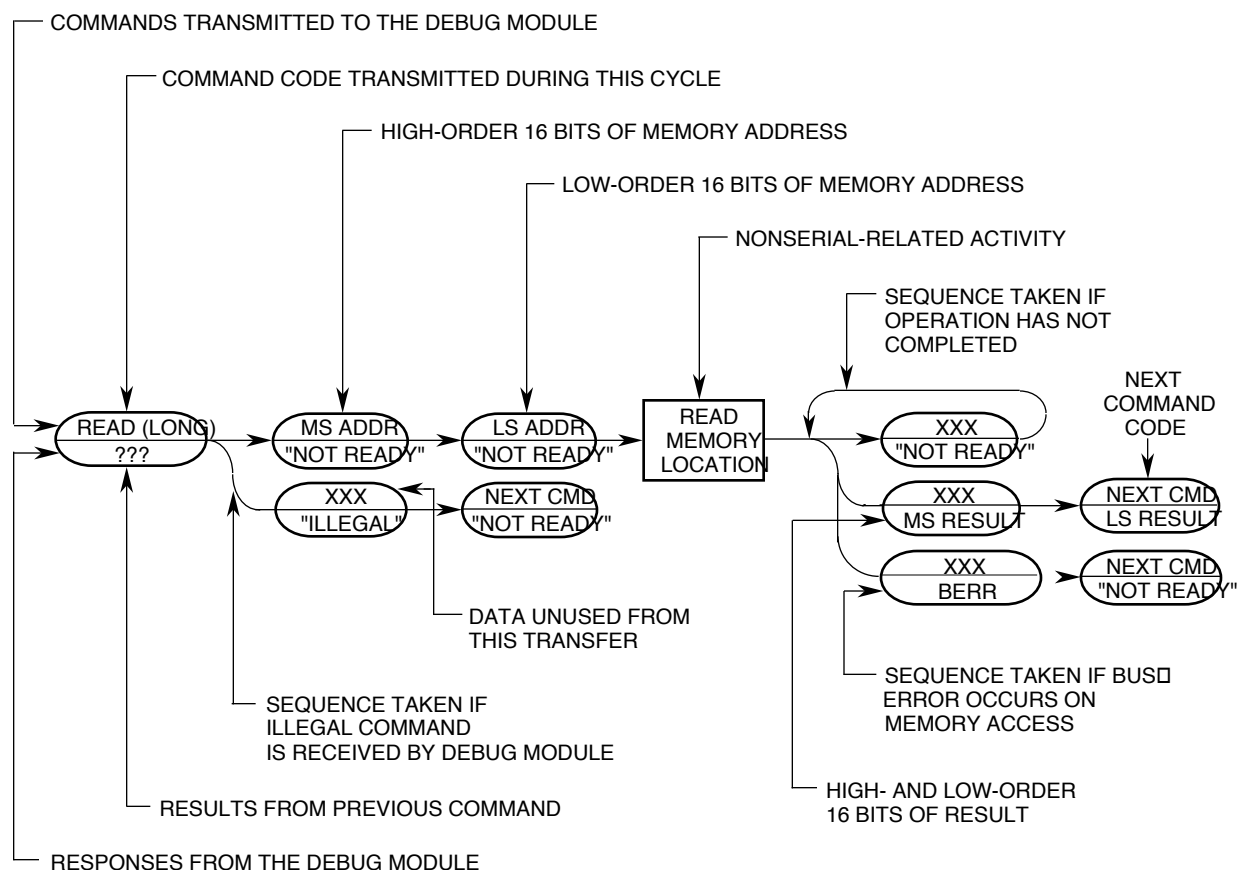 COMMANDS TRANSMITTED TO THE DEBUG MODULE
COMMAND CODE TRANSMITTED DURING THIS CYCLE
HIGH-ORDER 16 BITS OF MEMORY ADDRESS
LOW-ORDER 16 BITS OF MEMORY ADDRESS
NONSERIAL-RELATED ACTIVITY
SEQUENCE TAKEN IF
OPERATION HAS NOT
COMPLETED
NEXT
COMMAND
CODE
READ (LONG)
???
MS ADDR
"NOT READY"
LS ADDR
"NOT READY"
READ
MEMORY
LOCATION
XXX
"NOT READY"
XXX
"ILLEGAL"
NEXT CMD
"NOT READY"
XXX
MS RESULT
NEXT CMD
LS RESULT
XXX
BERR
NEXT CMD
"NOT READY"
DATA UNUSED FROM
THIS TRANSFER
SEQUENCE TAKEN IF BUS□
ERROR OCCURS ON
MEMORY ACCESS
SEQUENCE TAKEN IF
ILLEGAL COMMAND
IS RECEIVED BY DEBUG MODULE
HIGH- AND LOW-ORDER
16 BITS OF RESULT
RESULTS FROM PREVIOUS COMMAND
RESPONSES FROM THE DEBUG MODULE